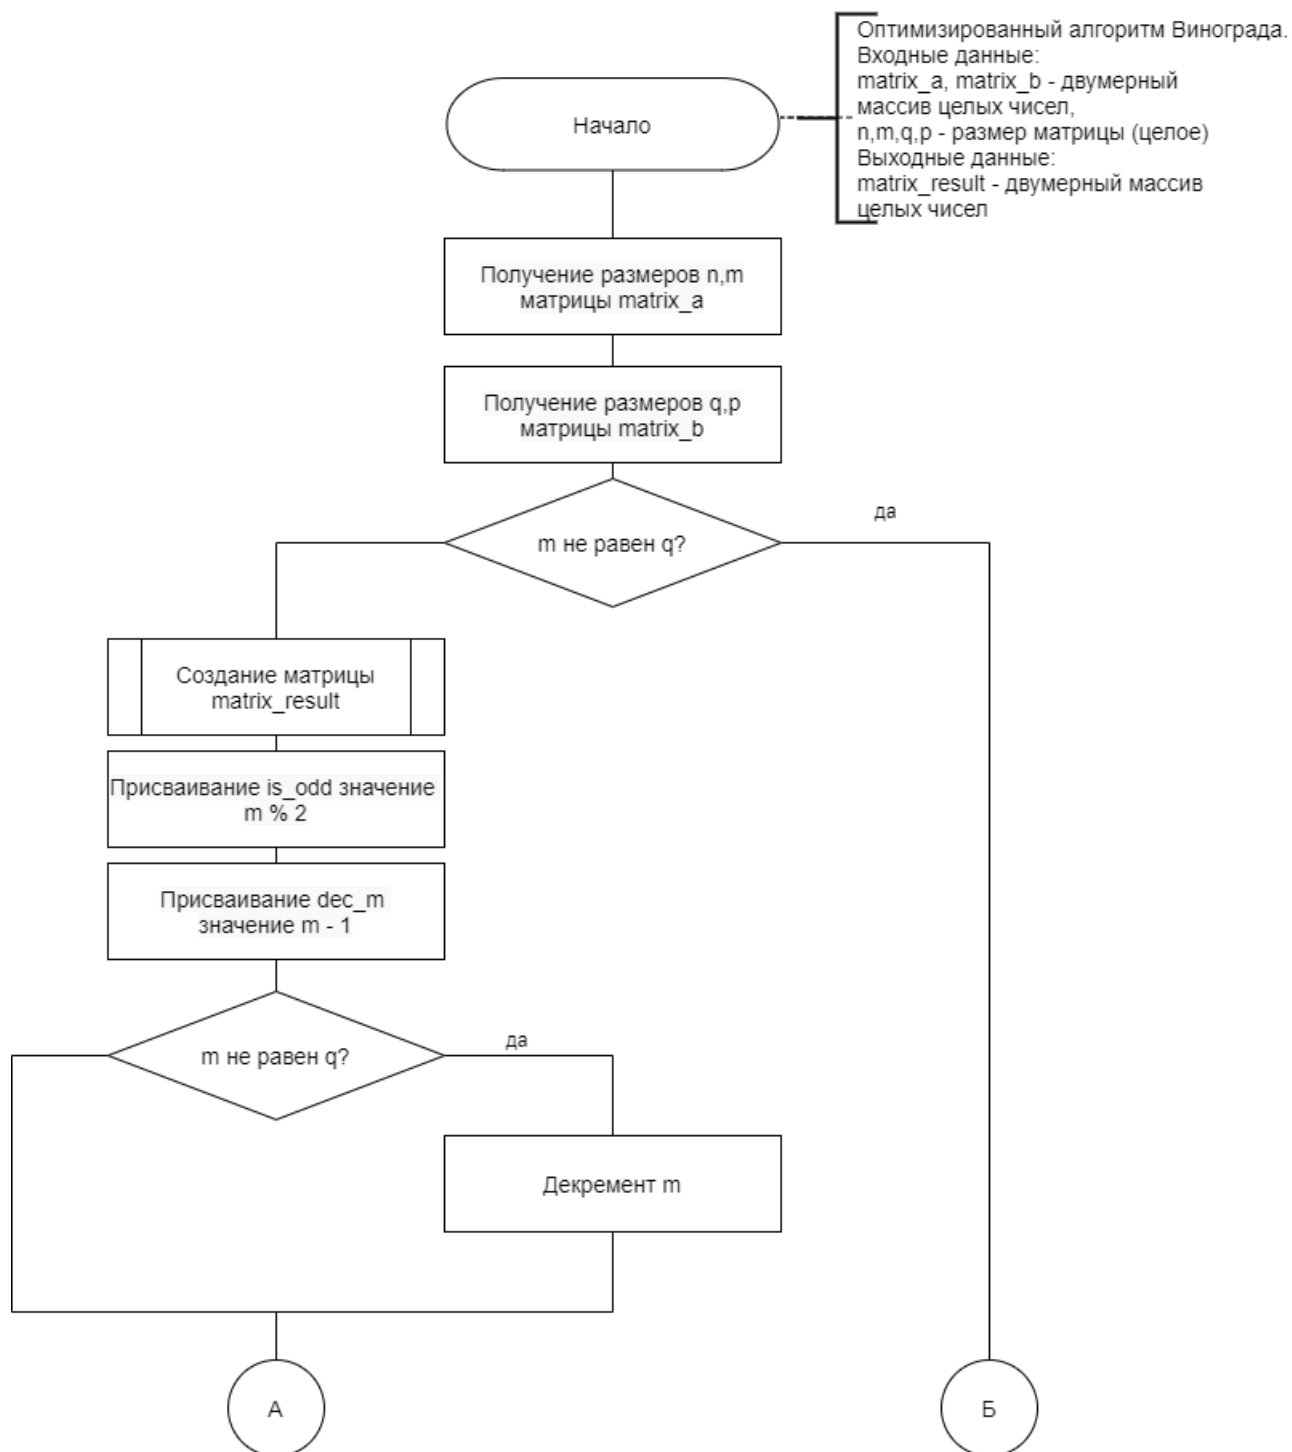 Оптимизированный алгоритм Винограда.
Входные данные:
matrix_a, matrix_b - двумерный
массив целых чисел,
n,m,q,p - размер матрицы (целое)
Выходные данные:
matrix_result - двумерный массив
целых чисел
Начало
Получение размеров n,m
матрицы matrix_a
Получение размеров q,p
матрицы matrix_b
m не равен q?
да
Создание матрицы
matrix_result
Присваивание is_odd значение
m % 2
Присваивание dec_m
значение m - 1
m не равен q?
да
Декремент m
А
Б